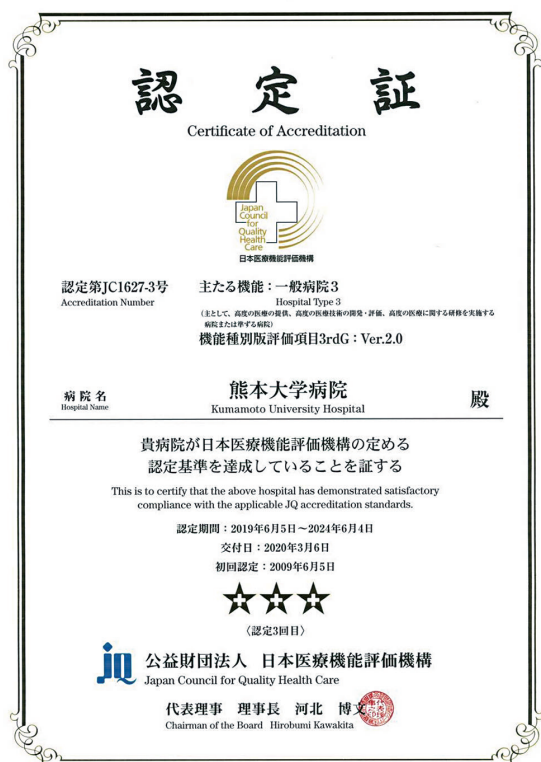 認定証
Certificate of Accreditation
Japan
Council
for
Quality
Health
Care
日本医療機能評価機構
認定第JC1627-3号
Accreditation Number
主たる機能：一般病院3
Hospital Type 3
（主として、高度の医療の提供、高度の医療技術の開発・評価、高度の医療に関する研修を実施する
病院または準ずる病院）
機能種別版評価項目3rdG：Ver.2.0
病院名
Hospital Name
熊本大学病院
Kumamoto University Hospital
殿
貴病院が日本医療機能評価機構の定める
認定基準を達成していることを証する
This is to certify that the above hospital has demonstrated satisfactory
compliance with the applicable JQ accreditation standards.
認定期間：2019年6月5日～2024年6月4日
交付日：2020年3月6日
初回認定：2009年6月5日
〈認定3回目〉
JQ
公益財団法人 日本医療機能評価機構
Japan Council for Quality Health Care
代表理事 理事長 河北 博文
Chairman of the Board Hirobumi Kawakita